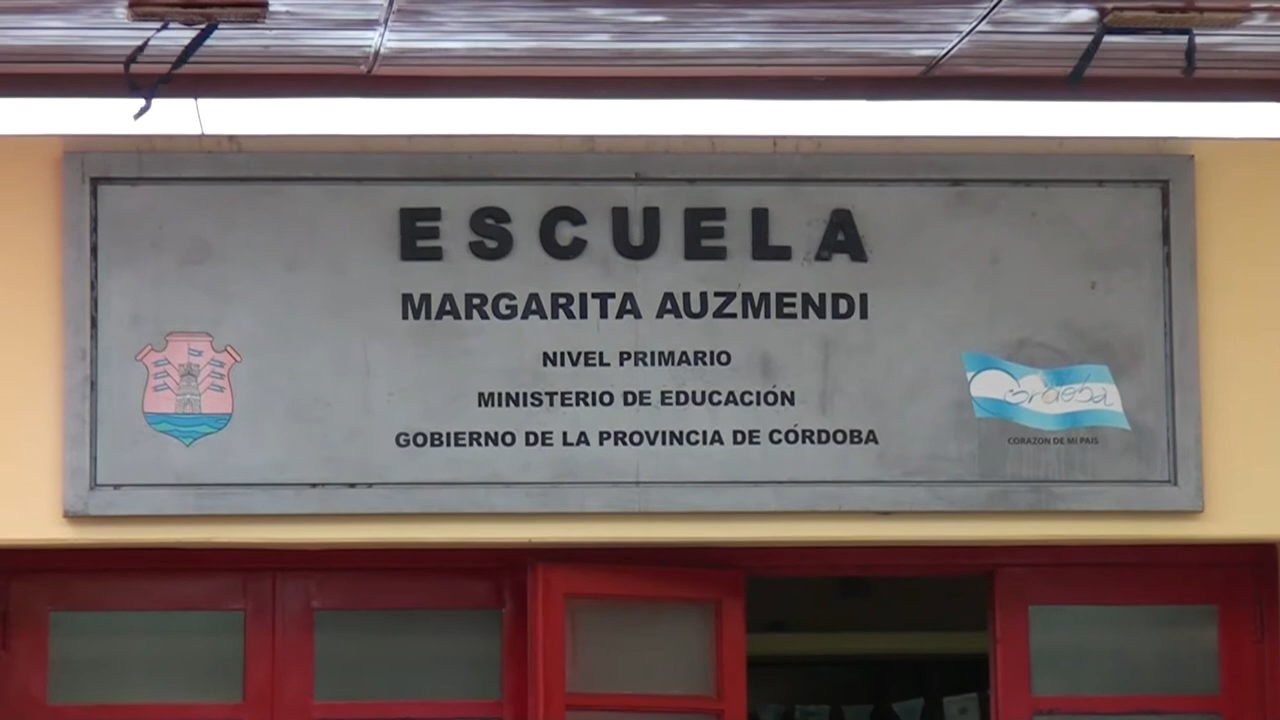 ESCUELA
MARGARITA AUZMENDI
NIVEL PRIMARIO
MINISTERIO DE EDUCACIÓN
GOBIERNO DE LA PROVINCIA DE CÓRDOBA
Córdoba
CORAZON DE MI PAIS